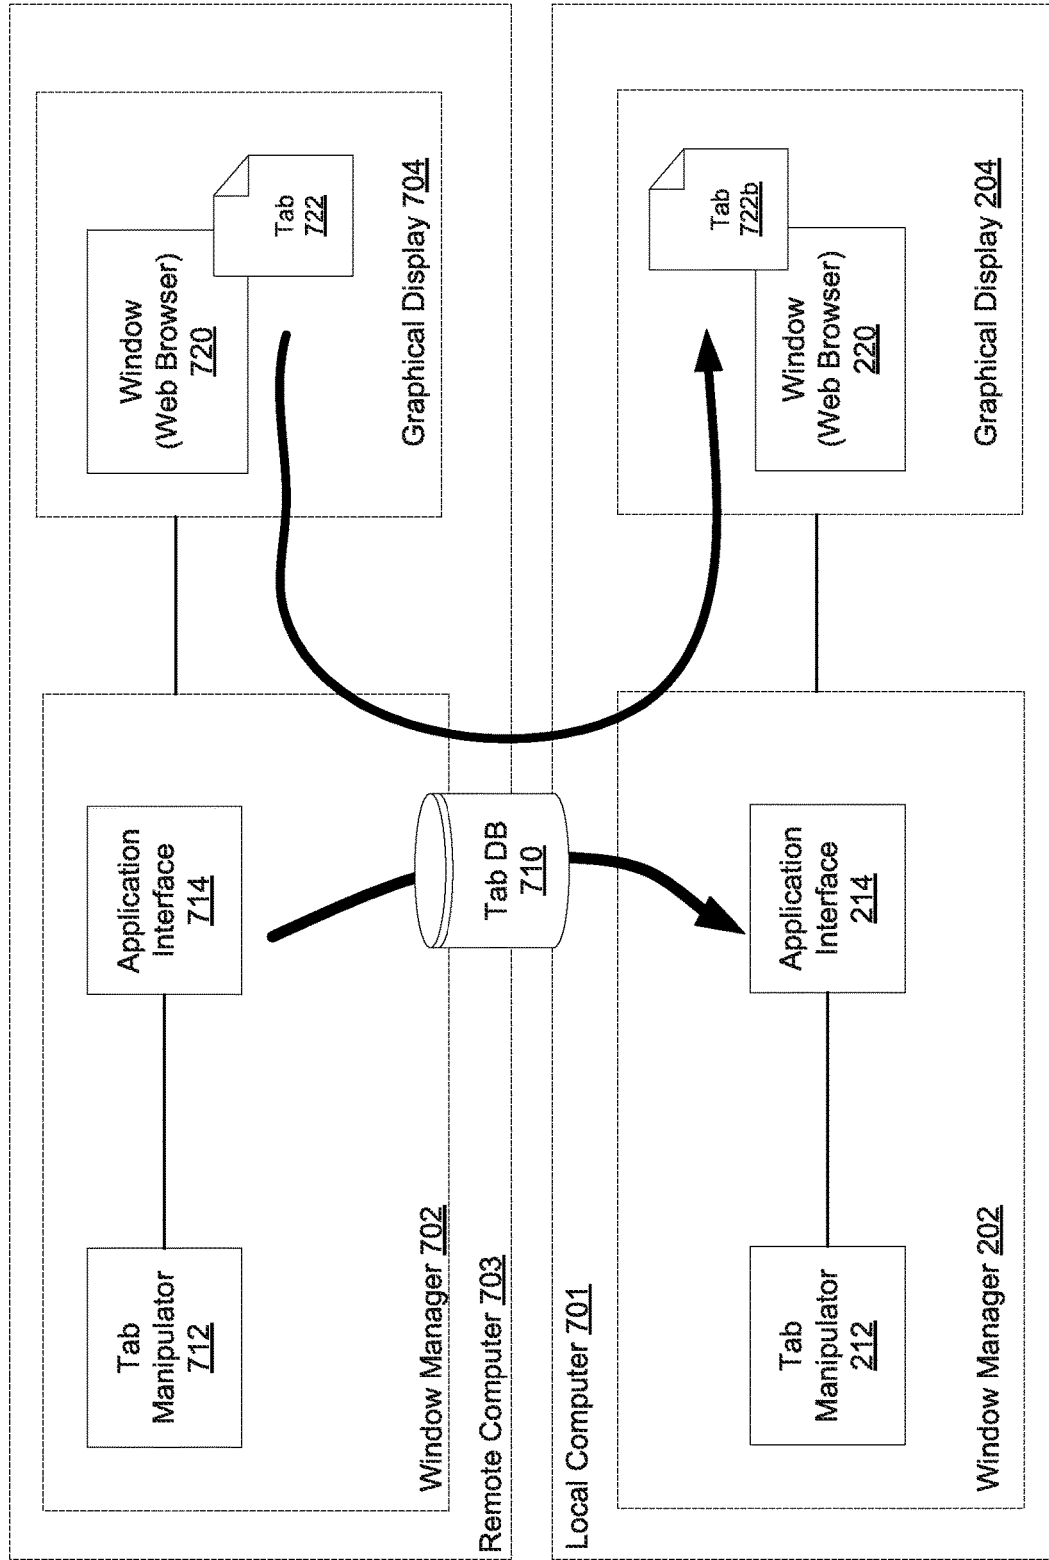 Tab
Manipulator
712
Application
Interface
714
Window Manager 702
Window
(Web Browser)
720
Tab
722
Graphical Display 704
Remote Computer 703
Tab DB
710
Local Computer 701
Tab
Manipulator
212
Application
Interface
214
Window Manager 202
Tab
722b
Window
(Web Browser)
220
Graphical Display 204